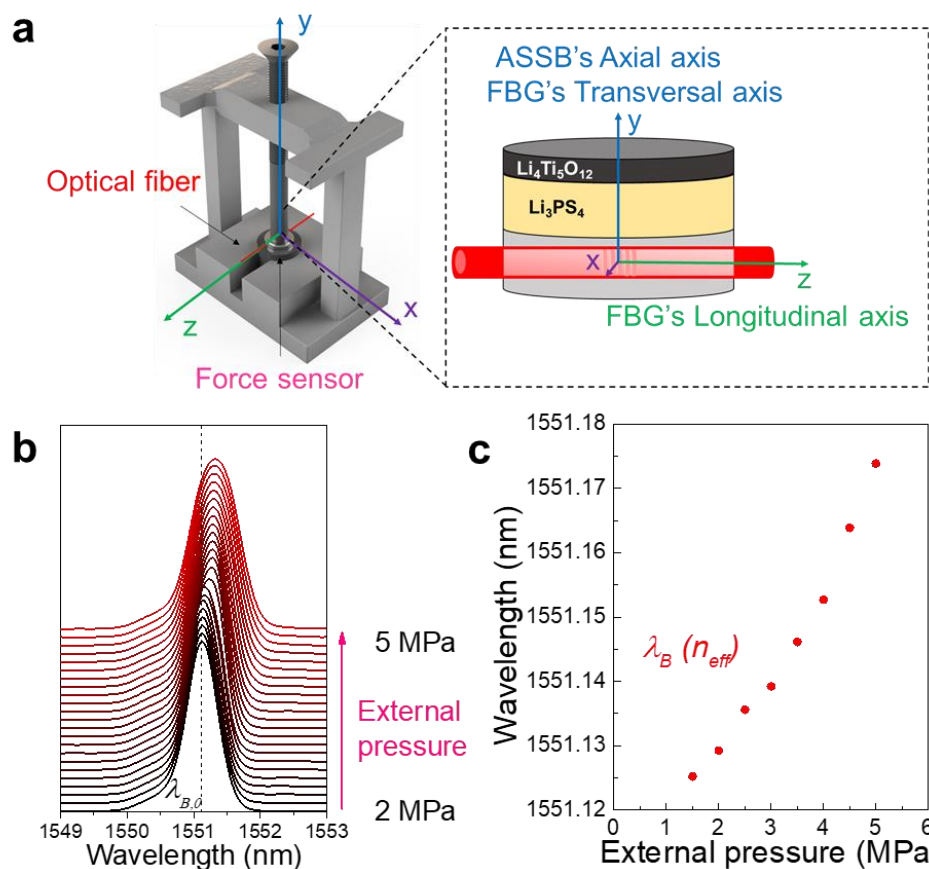 a
y
Optical fiber
x
z
Force sensor
ASSB's Axial axis
FBG's Transversal axis
y
Li₄Ti₅O₁₂
Li₃PS₄
x
z
FBG's Longitudinal axis
b
5 MPa
External
pressure
2 MPa
λB,0
1549 1550 1551 1552 1553
Wavelength (nm)
c
Wavelength (nm)
1551.18
1551.17
1551.16
1551.15
1551.14
1551.13
1551.12
λB (neff)
0 1 2 3 4 5 6
External pressure (MPa